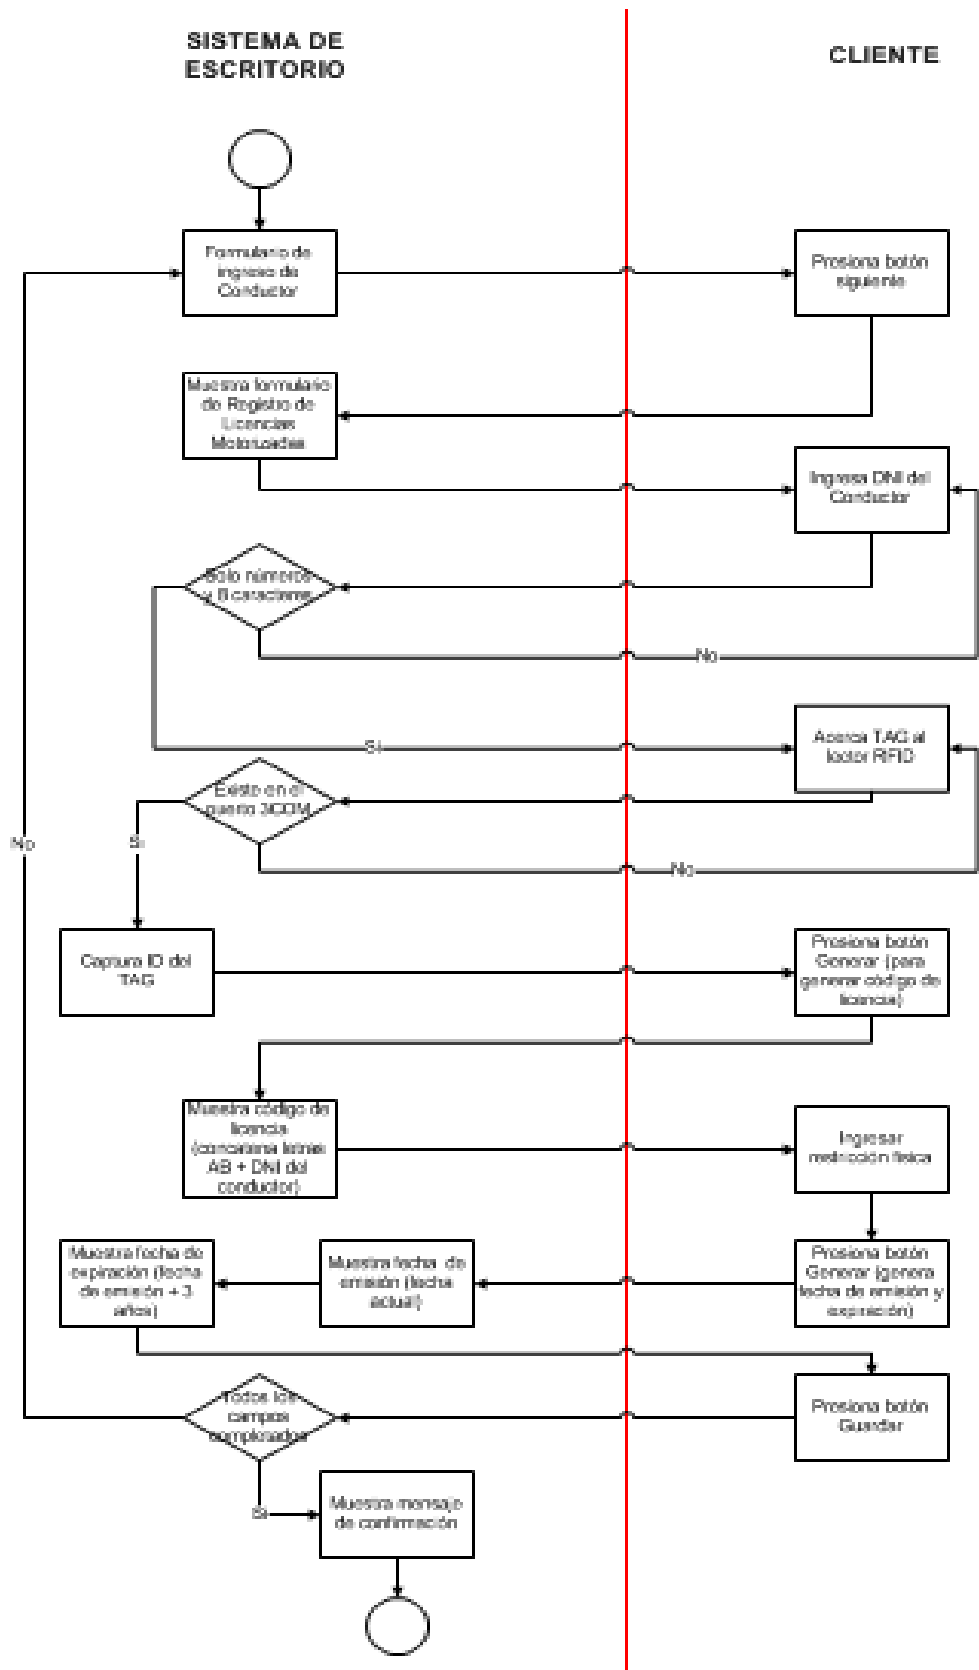 SISTEMA DE
ESCRITORIO
CLIENTE
Formulario de
ingreso de
Conductor
Presiona botón
siguiente
Muestra formulario
de Registro de
Licencias
Motorizadas
Ingresa DNI del
Conductor
Solo números
y 8 caracteres
No
Si
Acerca TAG al
lector RFID
Existe en el
puerto 3COM
No
Si
No
Captura ID del
TAG
Presiona botón
Generar (para
generar código de
licencia)
Muestra código de
licencia
(concatena letras
AB + DNI del
conductor)
Ingresar
restricción física
Muestra fecha de
expiración (fecha
de emisión + 3
años)
Muestra fecha de
emisión (fecha
actual)
Presiona botón
Generar (genera
fecha de emisión y
expiración)
Todos los
campos
completados
Presiona botón
Guardar
Si
Muestra mensaje
de confirmación